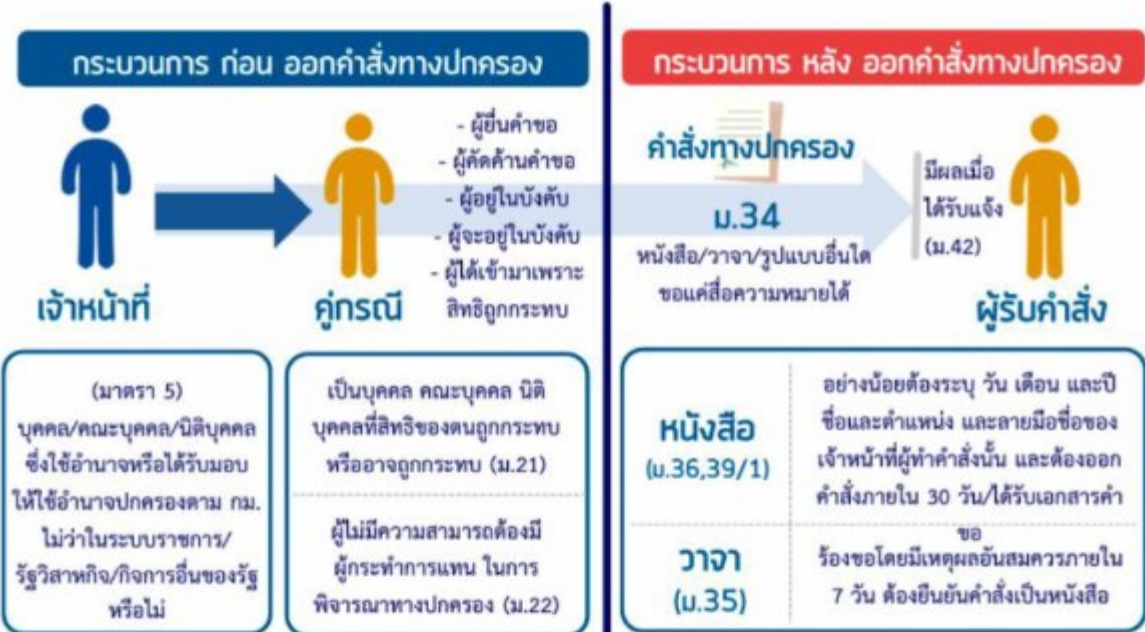 กระบวนการ ก่อน ออกคำสั่งทางปกครอง
เจ้าหน้าที่
คู่กรณี
- ผู้ยื่นคำขอ
- ผู้คัดค้านคำขอ
- ผู้อยู่ในบังคับ
- ผู้จะอยู่ในบังคับ
- ผู้ได้เข้ามาเพราะ
สิทธิถูกกระทบ
(มาตรา 5)
บุคคล/คณะบุคคล/นิติบุคคล
ซึ่งใช้อำนาจหรือได้รับมอบ
ให้ใช้อำนาจปกครองตาม กม.
ไม่ว่าในระบบราชการ/
รัฐวิสาหกิจ/กิจการอื่นของรัฐ
หรือไม่
เป็นบุคคล คณะบุคคล นิติ
บุคคลที่สิทธิของตนถูกกระทบ
หรืออาจถูกกระทบ (ม.21)
ผู้ไม่มีความสามารถต้องมี
ผู้กระทำการแทน ในการ
พิจารณาทางปกครอง (ม.22)
กระบวนการ หลัง ออกคำสั่งทางปกครอง
คำสั่งทางปกครอง
ม.34
หนังสือ/วาจา/รูปแบบอื่นใด
ขอแค่สื่อความหมายได้
มีผลเมื่อ
ได้รับแจ้ง
(ม.42)
ผู้รับคำสั่ง
หนังสือ
(ม.36,39/1)
อย่างน้อยต้องระบุ วัน เดือน และปี
ชื่อและตำแหน่ง และลายมือชื่อของ
เจ้าหน้าที่ผู้ทำคำสั่งนั้น และต้องออก
คำสั่งภายใน 30 วัน/ได้รับเอกสารคำ
ขอ
วาจา
(ม.35)
ร้องขอโดยมีเหตุผลอันสมควรภายใน
7 วัน ต้องยืนยันคำสั่งเป็นหนังสือ